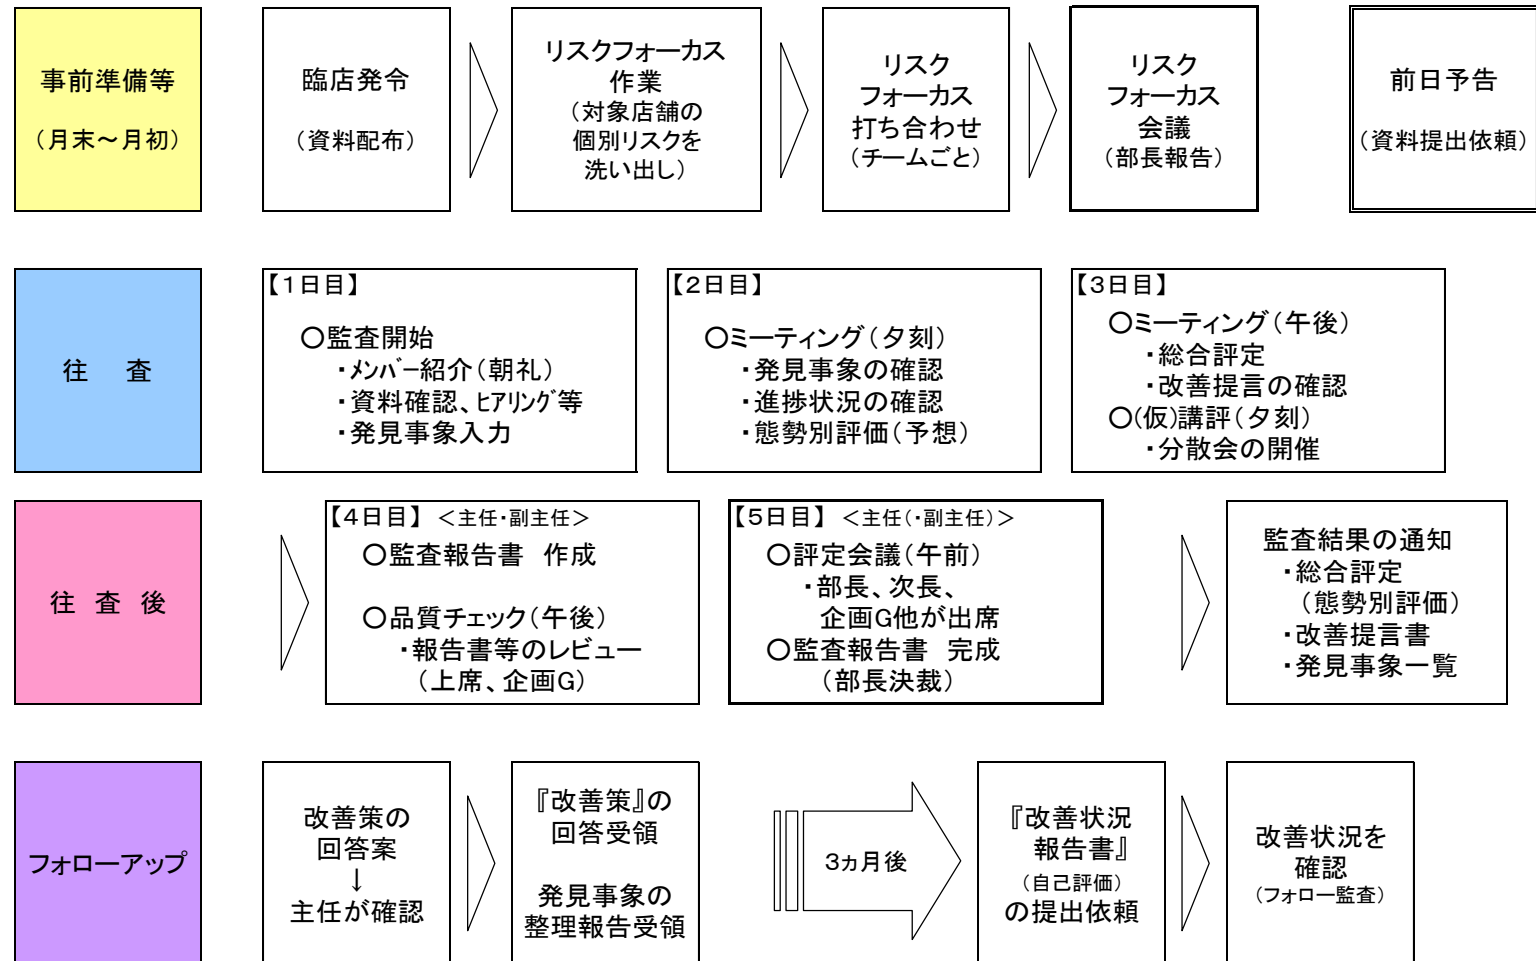 事前準備等
（月末～月初）
臨店発令
（資料配布）
リスクフォーカス
作業
（対象店舗の
個別リスクを
洗い出し）
リスク
フォーカス
打ち合わせ
（チームごと）
リスク
フォーカス
会議
（部長報告）
前日予告
（資料提出依頼）
往　査
【１日目】
○監査開始
・ﾒﾝﾊﾞｰ紹介（朝礼）
・資料確認、ﾋｱﾘﾝｸﾞ等
・発見事象入力
【２日目】
○ミーティング（夕刻）
・発見事象の確認
・進捗状況の確認
・態勢別評価（予想）
【３日目】
○ミーティング（午後）
・総合評定
・改善提言の確認
○(仮)講評（夕刻）
・分散会の開催
往 査 後
【４日目】 ＜主任・副主任＞
○監査報告書　作成
○品質チェック（午後）
・報告書等のレビュー
（上席、企画G）
【５日目】 ＜主任（・副主任）＞
○評定会議（午前）
・部長、次長、
企画G他が出席
○監査報告書　完成
（部長決裁）
監査結果の通知
・総合評定
（態勢別評価）
・改善提言書
・発見事象一覧
フォローアップ
改善策の
回答案
↓
主任が確認
『改善策』の
回答受領
発見事象の
整理報告受領
3ヵ月後
『改善状況
報告書』
（自己評価）
の提出依頼
改善状況を
確認
（フォロー監査）